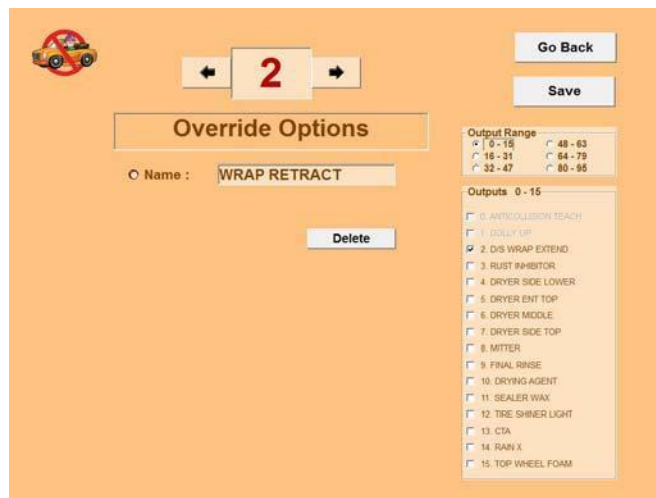 Go Back
2
Save
Override Options
Name : WRAP RETRACT
Delete
Output Range
0 - 15 48 - 63
16 - 31 64 - 79
32 - 47 80 - 95
Outputs 0 - 15
0. ANTICOLLISION TEACH
1. DOLLY UP
2. D/S WRAP EXTEND
3. RUST INHIBITOR
4. DRYER SIDE LOWER
5. DRYER ENT TOP
6. DRYER MIDDLE
7. DRYER SIDE TOP
8. MITTER
9. FINAL RINSE
10. DRYING AGENT
11. SEALER WAX
12. TIRE SHINER LIGHT
13. CTA
14. RAIN X
15. TOP WHEEL FOAM